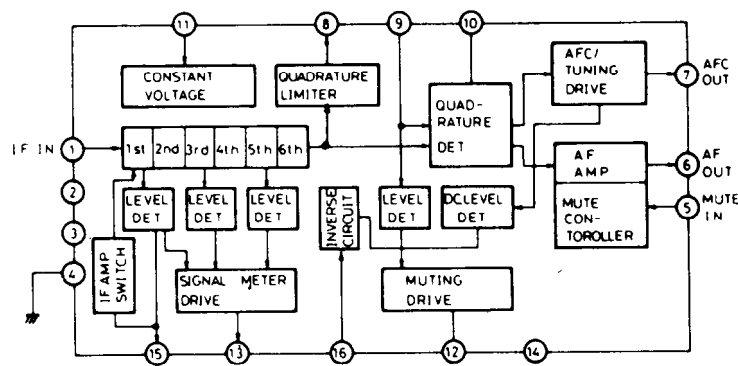 11
8
9
10
CONSTANT
VOLTAGE
QUADRATURE
LIMITER
AFC/
TUNING
DRIVE
7
AFC
OUT
QUAD-
RATURE
DET
IF IN
1
1st 2nd 3rd 4th 5th 6th
AF
AMP
6
AF
OUT
2
LEVEL
DET
LEVEL
DET
LEVEL
DET
INVERSE
CIRCUIT
LEVEL
DET
DC LEVEL
DET
MUTE
CON-
TOROLLER
5
MUTE
IN
3
4
IF AMP
SWITCH
SIGNAL METER
DRIVE
MUTING
DRIVE
15
13
16
12
14